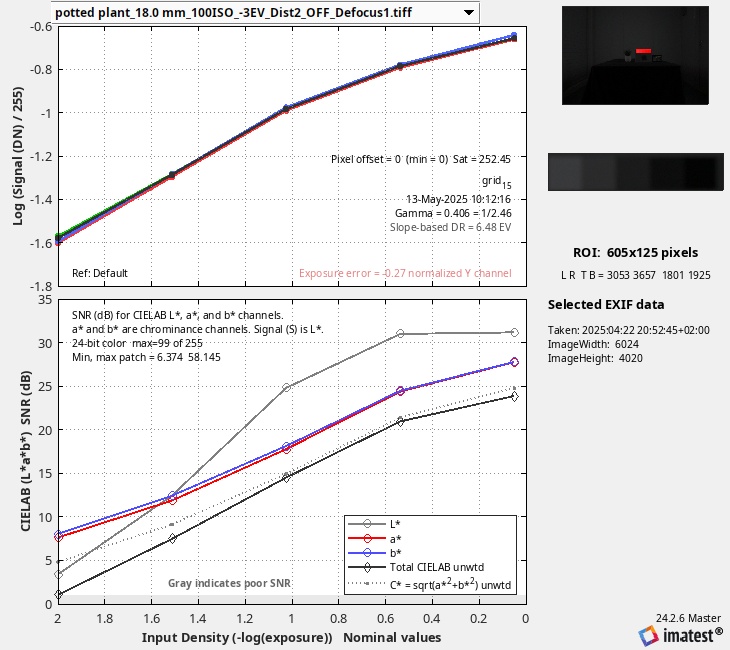 potted plant_18.0 mm_100ISO_-3EV_Dist2_OFF_Defocus1.tiff
-0.6
-0.8
-1
-1.2
-1.4
-1.6
-1.8
Log (Signal (DN) / 255)
Pixel offset = 0 (min = 0) Sat = 252.45
grid15
13-May-2025 10:12:16
Gamma = 0.406 = 1/2.46
Slope-based DR = 6.48 EV
Ref: Default
Exposure error = -0.27 normalized Y channel
ROI: 605x125 pixels
L R T B = 3053 3657 1801 1925
Selected EXIF data
Taken: 2025:04:22 20:52:45+02:00
ImageWidth: 6024
ImageHeight: 4020
35
30
25
20
15
10
5
0
CIELAB (L*a*b*) SNR (dB)
SNR (dB) for CIELAB L*, a*, and b* channels.
a* and b* are chrominance channels. Signal (S) is L*.
24-bit color max=99 of 255
Min, max patch = 6.374 58.145
L*
a*
b*
Total CIELAB unwtd
C* = sqrt(a*2+b*2) unwtd
Gray indicates poor SNR
2 1.8 1.6 1.4 1.2 1 0.8 0.6 0.4 0.2 0
Input Density (-log(exposure)) Nominal values
24.2.6 Master
imatest®